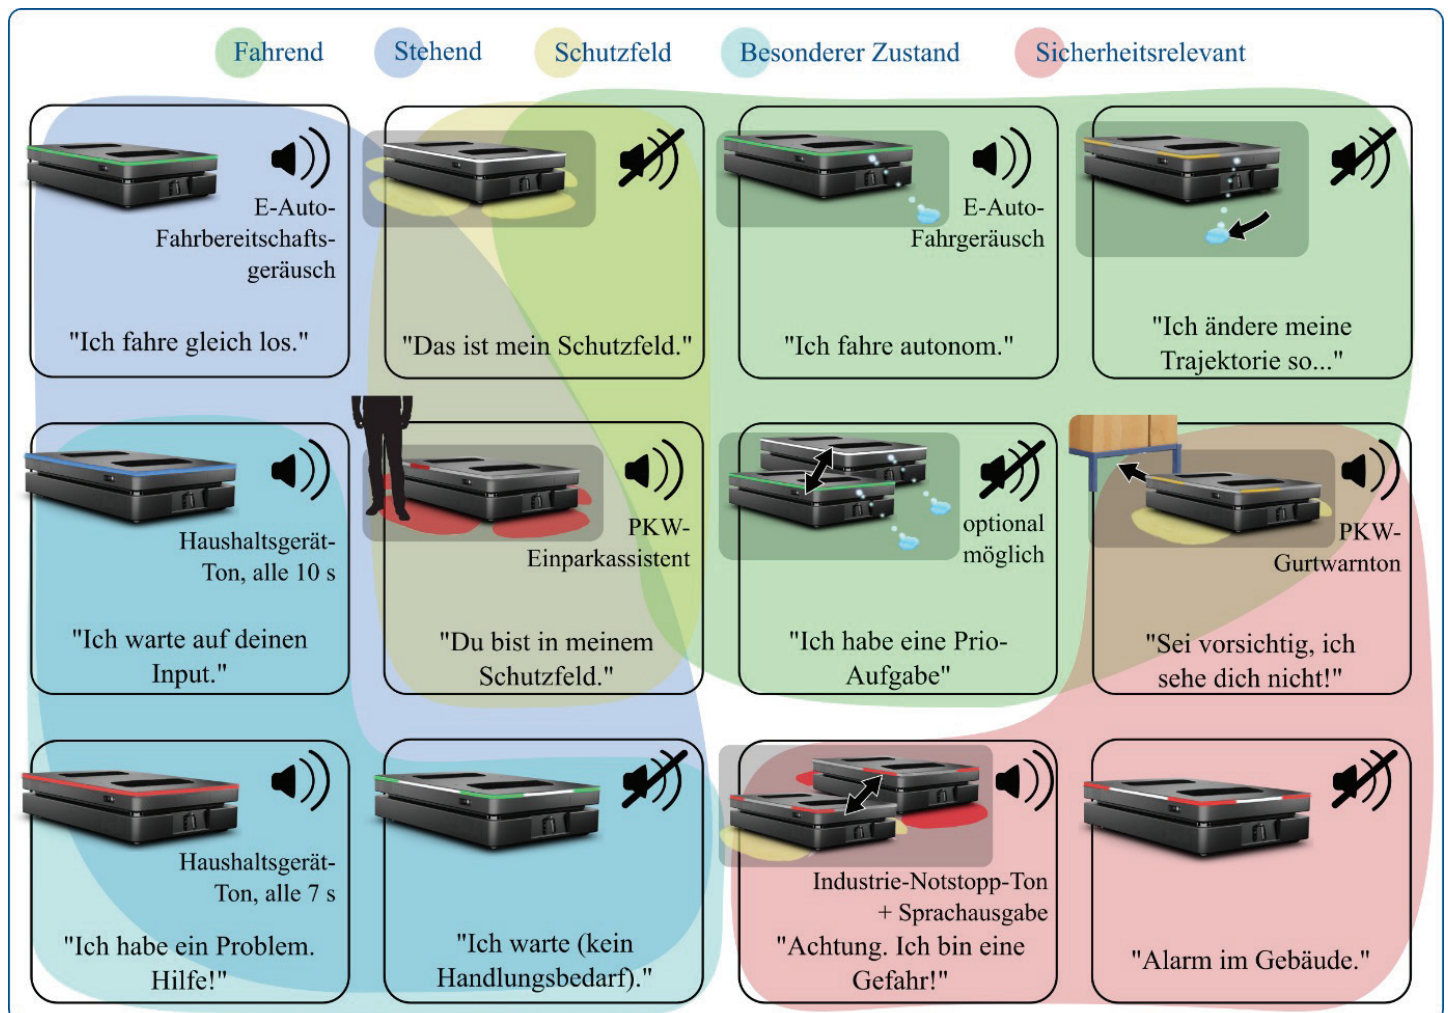 Fahrend
Stehend
Schutzfeld
Besonderer Zustand
Sicherheitsrelevant
E-Auto-
Fahrbereitschafts-
geräusch
"Ich fahre gleich los."
"Das ist mein Schutzfeld."
E-Auto-
Fahrgeräusch
"Ich fahre autonom."
"Ich ändere meine
Trajektorie so..."
Haushaltsgerät-
Ton, alle 10 s
"Ich warte auf deinen
Input."
PKW-
Einparkassistent
"Du bist in meinem
Schutzfeld."
optional
möglich
"Ich habe eine Prio-
Aufgabe"
PKW-
Gurtwarnton
"Sei vorsichtig, ich
sehe dich nicht!"
Haushaltsgerät-
Ton, alle 7 s
"Ich habe ein Problem.
Hilfe!"
"Ich warte (kein
Handlungsbedarf)."
Industrie-Notstopp-Ton
+ Sprachausgabe
"Achtung. Ich bin eine
Gefahr!"
"Alarm im Gebäude."